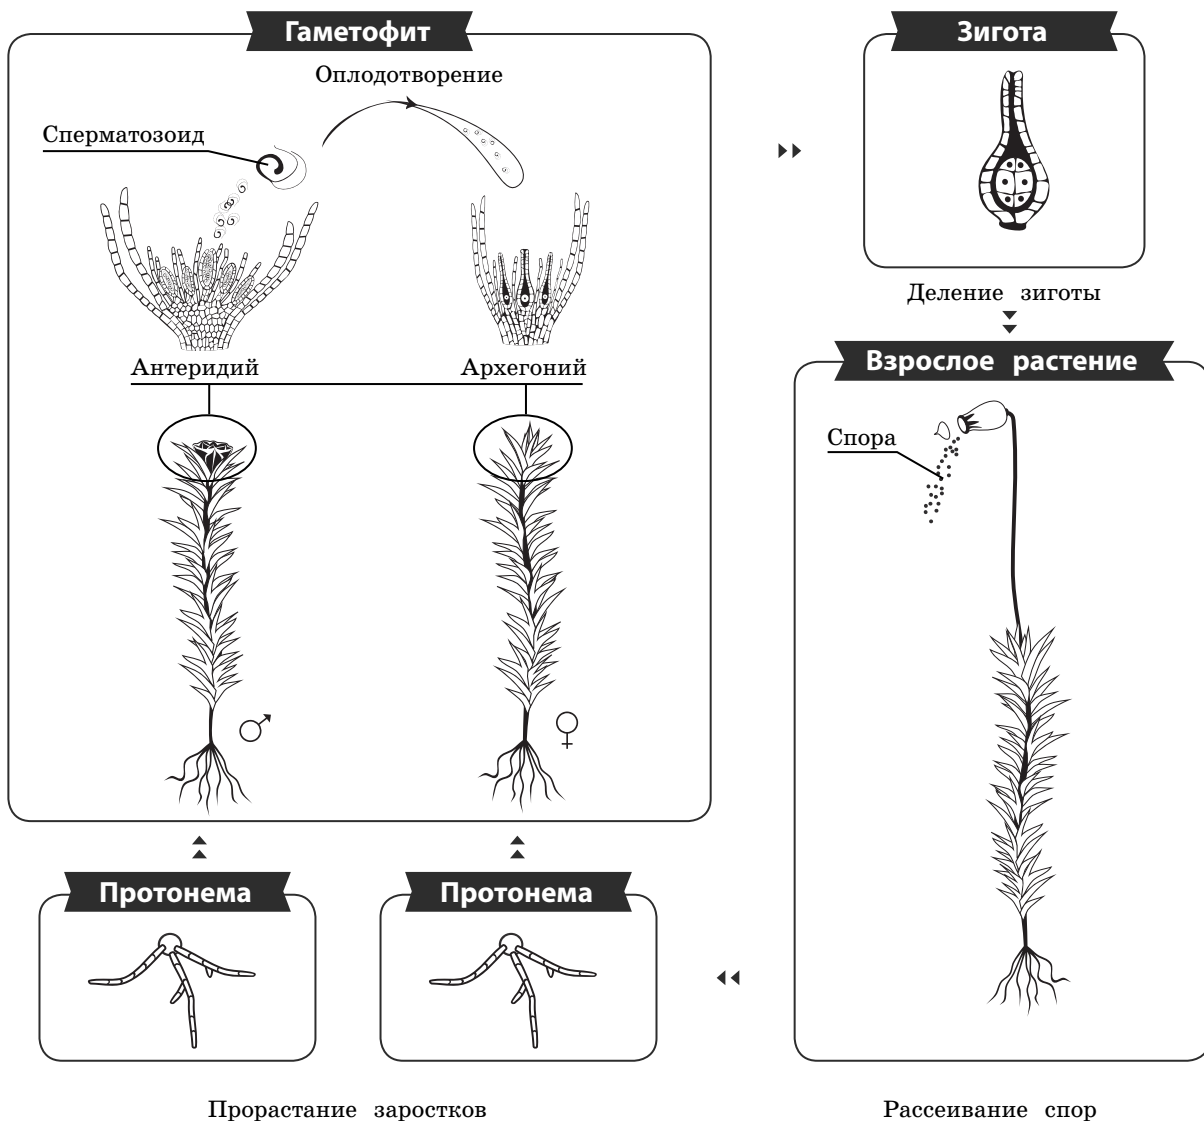 Гаметофит
Оплодотворение
Сперматозоид
Антеридий
Архегоний
Зигота
Деление зиготы
Взрослое растение
Спора
Протонема
Протонема
Прорастание заростков
Рассеивание спор